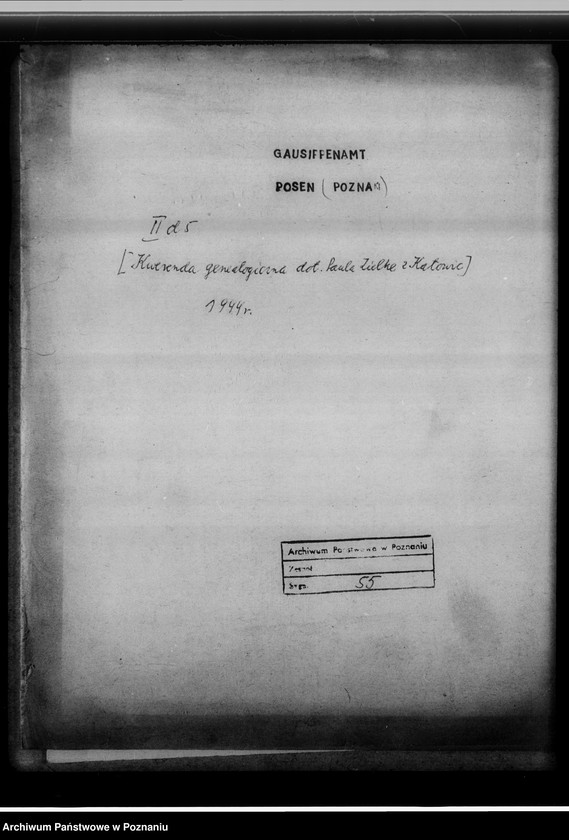 GAUSIPPENAMT
POSEN (POZNAŃ)
II d 5
[Kwerenda genealogiczna dot. Paula Zielke z Katowic]
1944 r.
Archiwum Państwowe w Poznaniu
Zespół
Sygn. 55
Archiwum Państwowe w Poznaniu